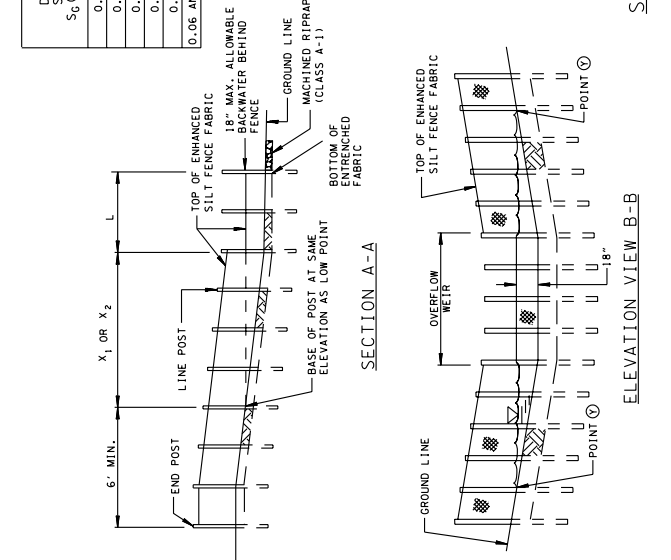 D
S
S_G (
0.
0.
0.
0.
0.06 AN
S
6' MIN.
X₁ OR X₂
L
END POST
LINE POST
TOP OF ENHANCED
SILT FENCE FABRIC
18" MAX. ALLOWABLE
BACKWATER BEHIND
FENCE
GROUND LINE
MACHINED RIPRAP
(CLASS A-1)
BOTTOM OF
ENTRENCHED
FABRIC
BASE OF POST AT SAME
ELEVATION AS LOW POINT
SECTION A-A
GROUND LINE
OVERFLOW
WEIR
TOP OF ENHANCED
SILT FENCE FABRIC
POINT Ⓨ
18"
POINT Ⓨ
ELEVATION VIEW B-B